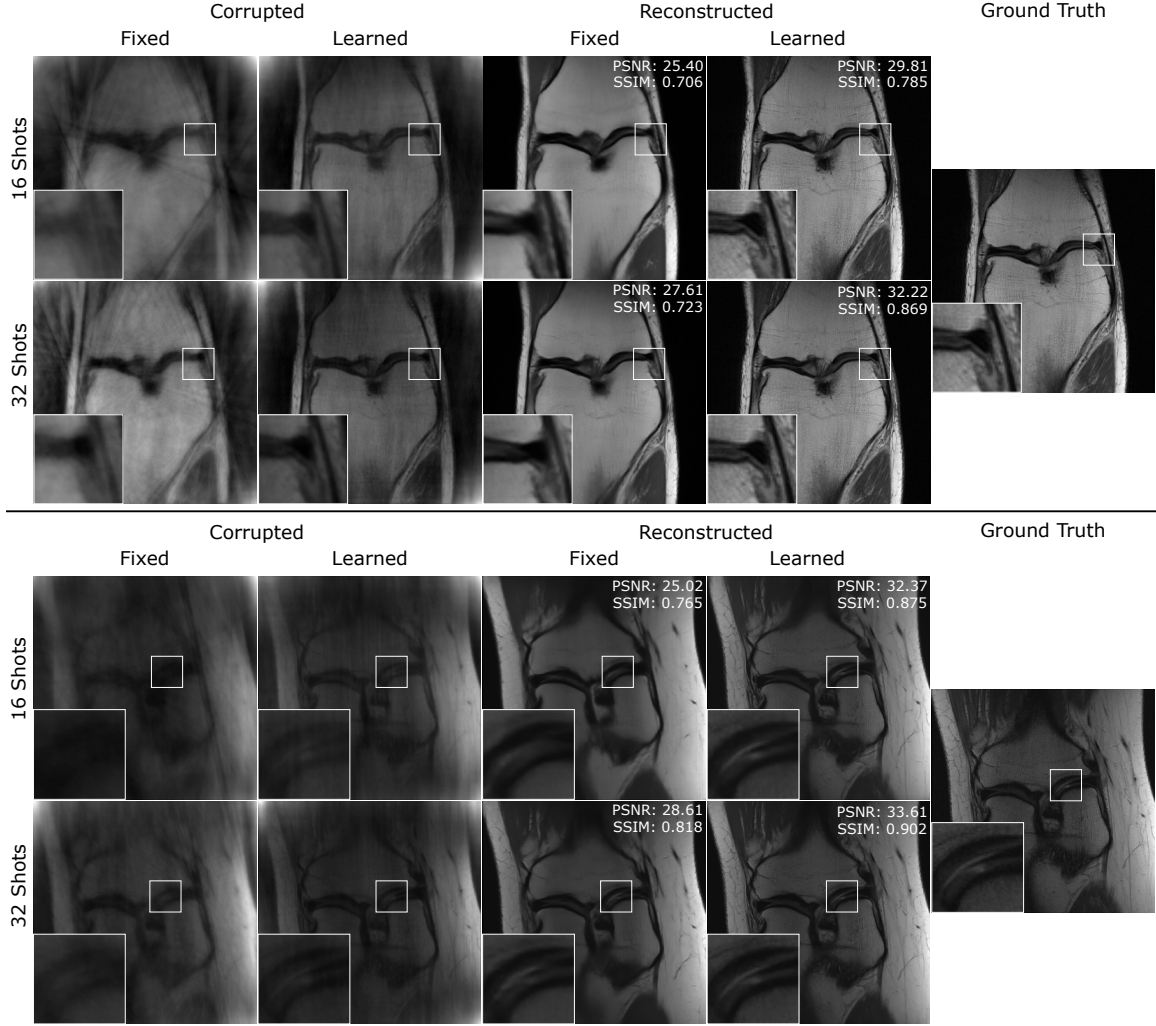 Corrupted
Reconstructed
Ground Truth
Fixed
Learned
Fixed
Learned
16 Shots
PSNR: 25.40
SSIM: 0.706
PSNR: 29.81
SSIM: 0.785
32 Shots
PSNR: 27.61
SSIM: 0.723
PSNR: 32.22
SSIM: 0.869
Corrupted
Reconstructed
Ground Truth
Fixed
Learned
Fixed
Learned
16 Shots
PSNR: 25.02
SSIM: 0.765
PSNR: 32.37
SSIM: 0.875
32 Shots
PSNR: 28.61
SSIM: 0.818
PSNR: 33.61
SSIM: 0.902